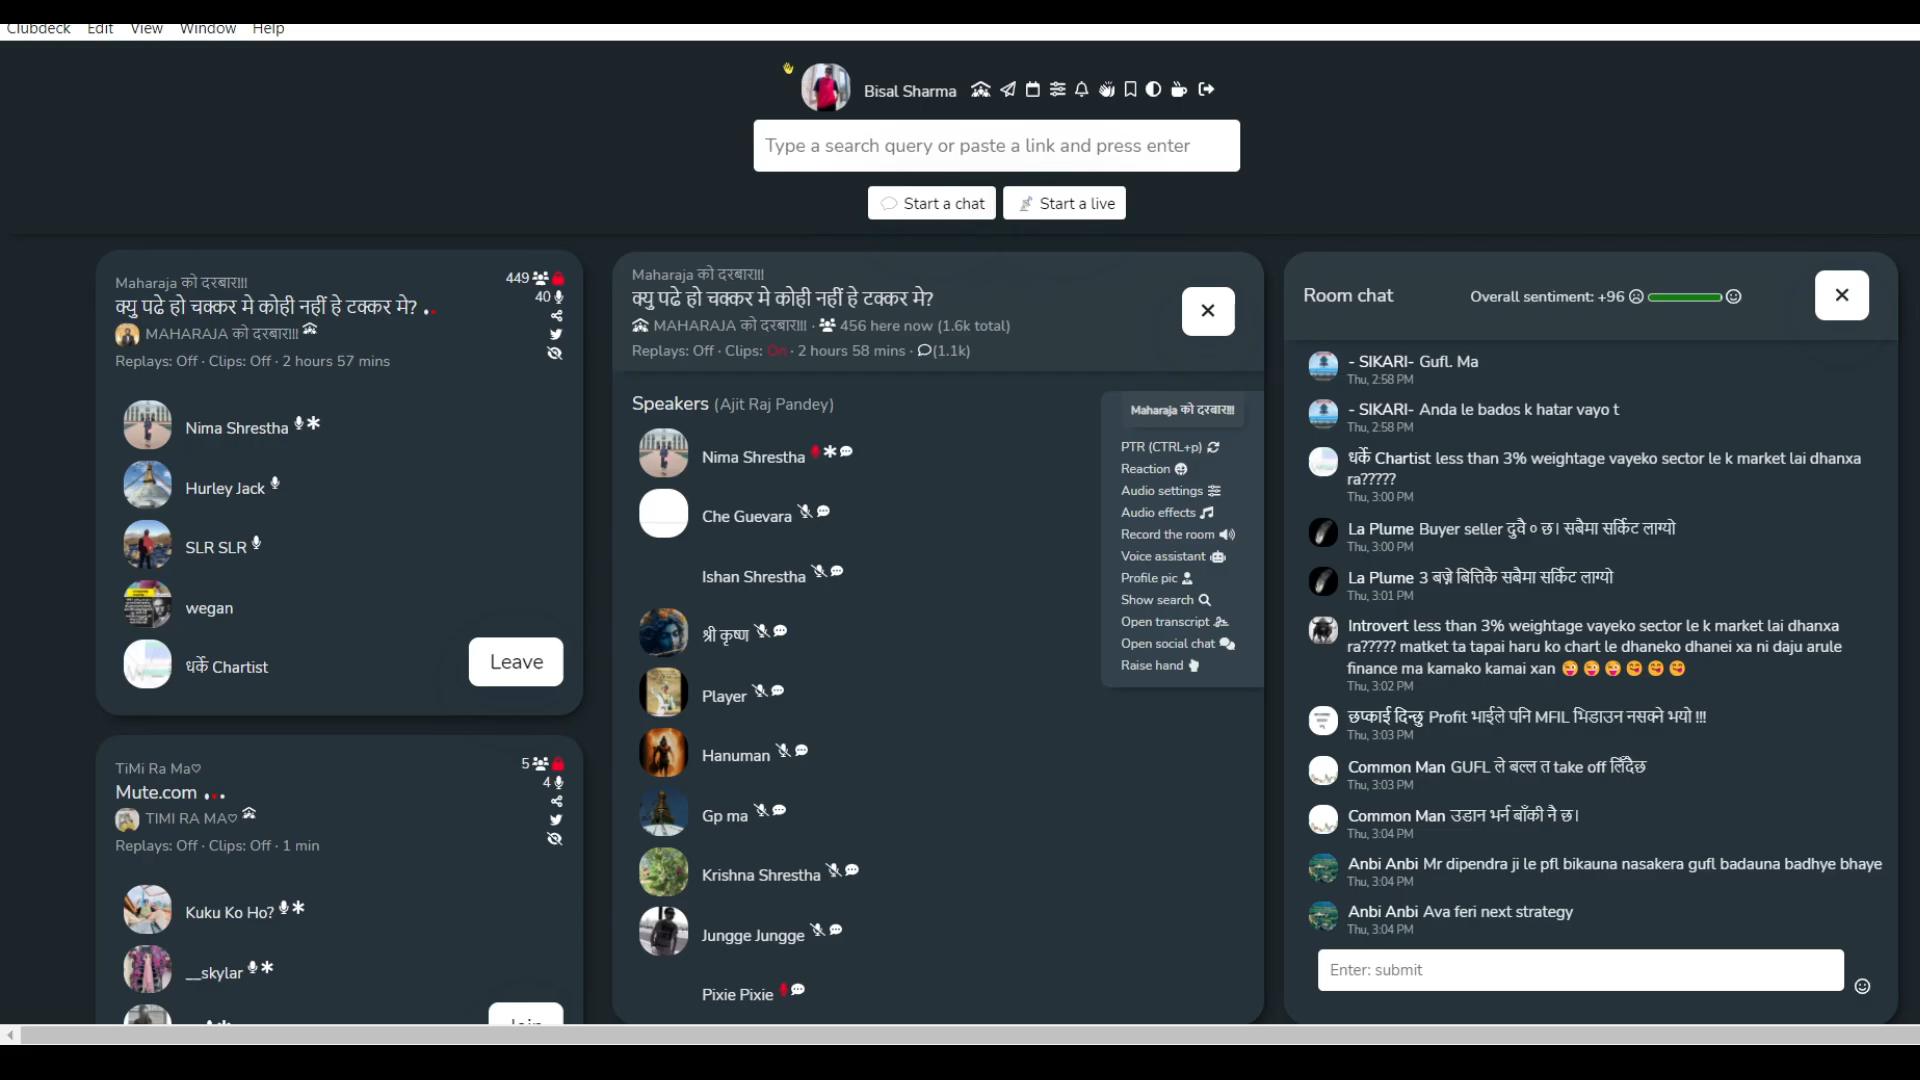 Clubdeck Edit View Window Help
Bisal Sharma
Type a search query or paste a link and press enter
Start a chat
Start a live
Maharaja को दरबार!!!
449
क्यु पढे हो चक्कर मे कोही नहीं हे टक्कर मे?
40
MAHARAJA को दरबार!!!
Replays: Off · Clips: Off · 2 hours 57 mins
Nima Shrestha
Hurley Jack
SLR SLR
wegan
धर्के Chartist
Leave
TiMi Ra Ma♡
5
Mute.com
4
TIMI RA MA♡
Replays: Off · Clips: Off · 1 min
Kuku Ko Ho?
__skylar
Join
Maharaja को दरबार!!!
क्यु पढे हो चक्कर मे कोही नहीं हे टक्कर मे?
MAHARAJA को दरबार!!! · 456 here now (1.6k total)
Replays: Off · Clips: On · 2 hours 58 mins · (1.1k)
Speakers (Ajit Raj Pandey)
Nima Shrestha
Che Guevara
Ishan Shrestha
श्री कृष्ण
Player
Hanuman
Gp ma
Krishna Shrestha
Jungge Jungge
Pixie Pixie
Maharaja को दरबार!!!
PTR (CTRL+p)
Reaction
Audio settings
Audio effects
Record the room
Voice assistant
Profile pic
Show search
Open transcript
Open social chat
Raise hand
Room chat
Overall sentiment: +96
- SIKARI- Gufl. Ma
Thu, 2:58 PM
- SIKARI- Anda le bados k hatar vayo t
Thu, 2:58 PM
धर्के Chartist less than 3% weightage vayeko sector le k market lai dhanxa
ra?????
Thu, 3:00 PM
La Plume Buyer seller दुवै ० छ। सबैमा सर्किट लाग्यो
Thu, 3:00 PM
La Plume 3 बज्ने बित्तिकै सबैमा सर्किट लाग्यो
Thu, 3:01 PM
Introvert less than 3% weightage vayeko sector le k market lai dhanxa
ra????? matket ta tapai haru ko chart le dhaneko dhanei xa ni daju arule
finance ma kamako kamai xan 😜😜😜😋😋😋
Thu, 3:02 PM
छप्काई दिन्छु Profit भाईले पनि MFIL भिडाउन नसक्ने भयो !!!
Thu, 3:03 PM
Common Man GUFL ले बल्ल त take off लिँदैछ
Thu, 3:03 PM
Common Man उडान भर्न बाँकी नै छ।
Thu, 3:04 PM
Anbi Anbi Mr dipendra ji le pfl bikauna nasakera gufl badauna badhye bhaye
Thu, 3:04 PM
Anbi Anbi Ava feri next strategy
Thu, 3:04 PM
Enter: submit